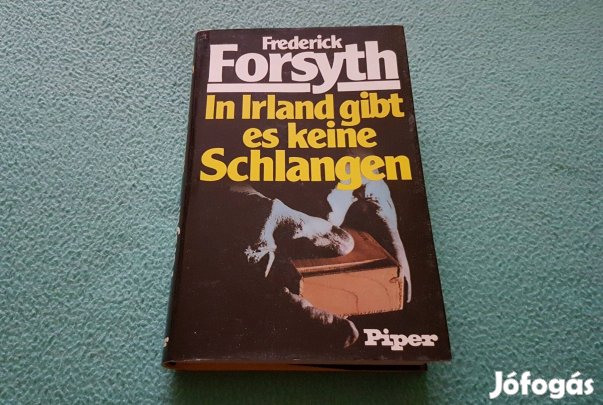 Frederick
Forsyth
In Irland gibt
es keine
Schlangen
Piper
Jófogás